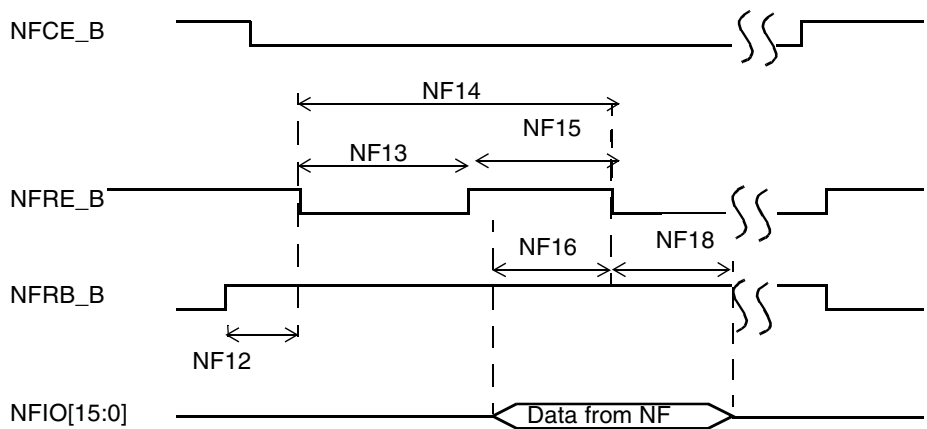 NFCE_B
NF14
NF15
NF13
NFRE_B
NF16
NF18
NFRB_B
NF12
NFIO[15:0]
Data from NF